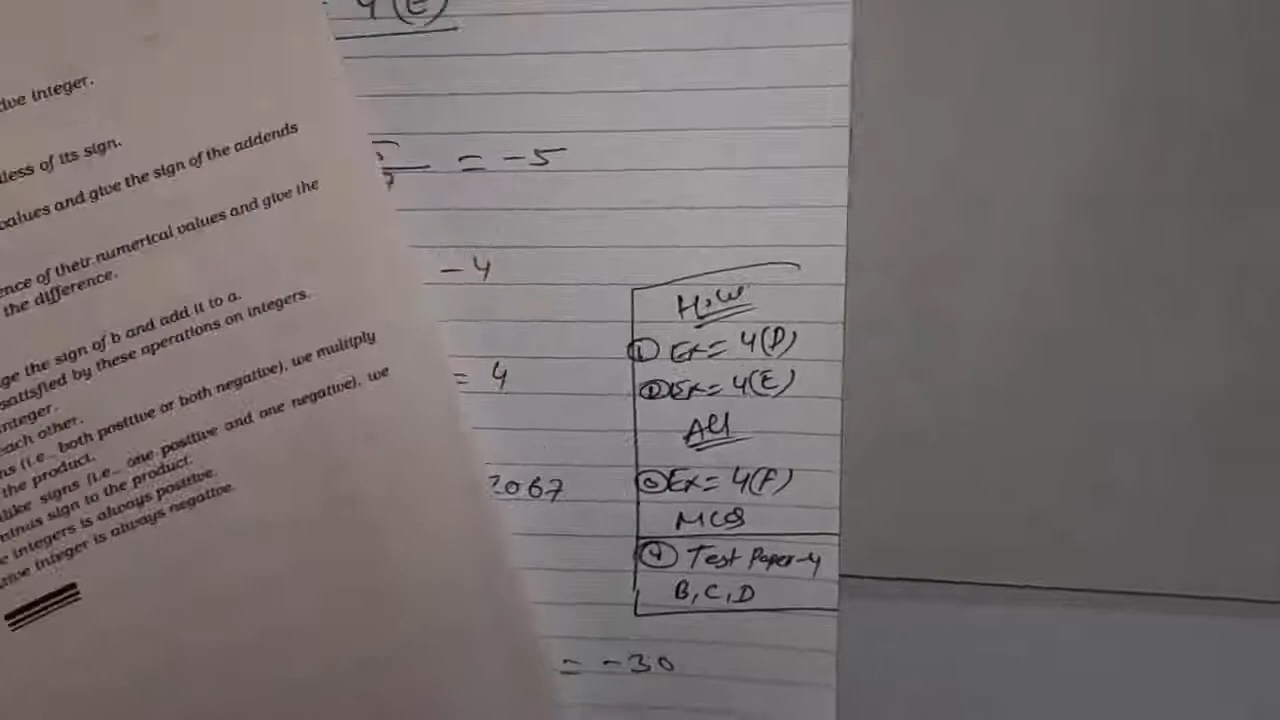 4(E)
tive integer.
less of its sign.
values and give the sign of the addends
ence of their numerical values and give the
the difference.
ge the sign of b and add it to a.
satisfied by these operations on integers.
integer.
each other.
ns (i.e., both positive or both negative), we multiply
the product.
like signs (i.e., one positive and one negative), we
minus sign to the product.
e integers is always positive.
tive integer is always negative.
= -5
-4
= 4
2067
= -30
H.W
① Ex= 4(D)
② Ex= 4(E)
All
③ Ex= 4(F)
MCQ
④ Test Paper-4
B, C, D